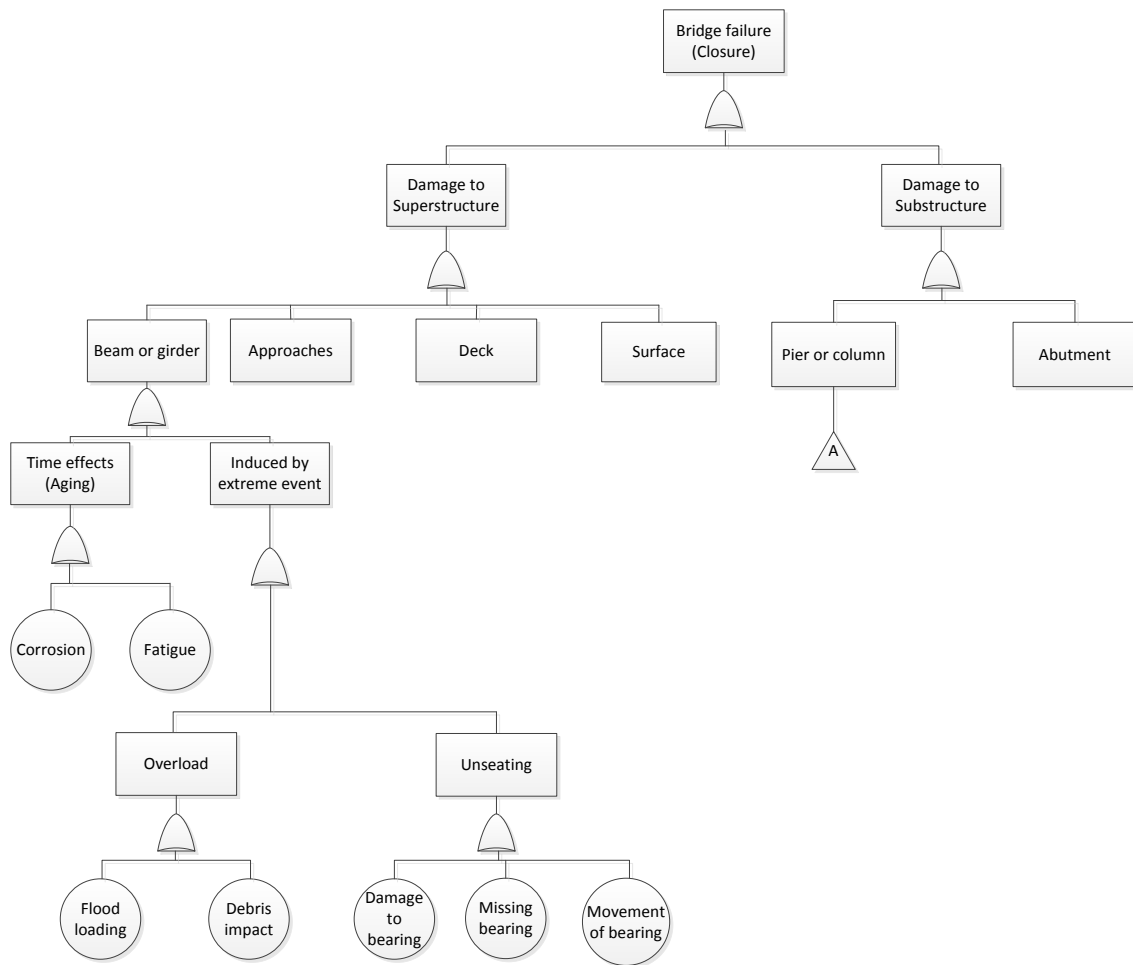 Bridge failure
(Closure)
Damage to
Superstructure
Damage to
Substructure
Beam or girder
Approaches
Deck
Surface
Pier or column
Abutment
Time effects
(Aging)
Induced by
extreme event
A
Corrosion
Fatigue
Overload
Unseating
Flood
loading
Debris
impact
Damage
to
bearing
Missing
bearing
Movement
of bearing